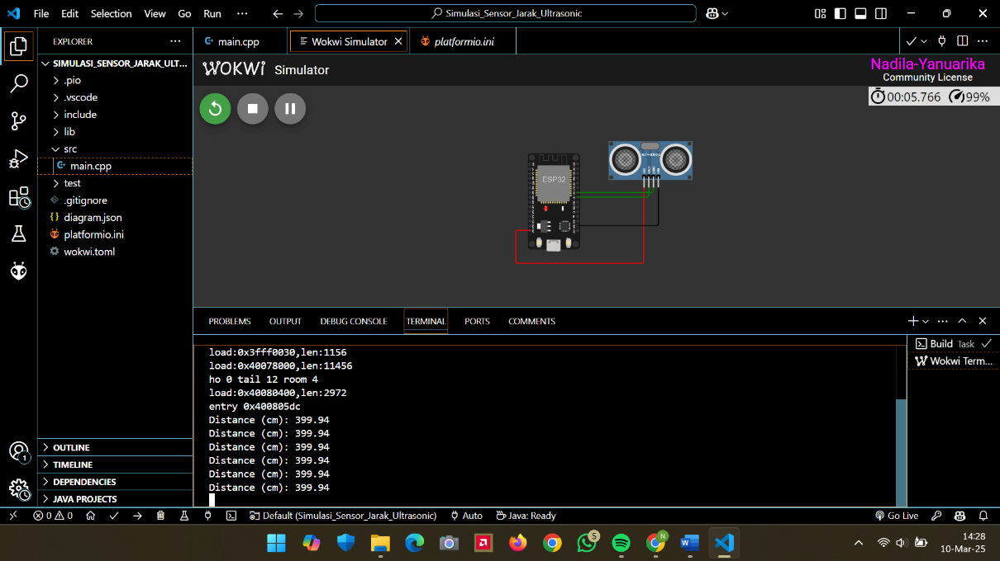 File Edit Selection View Go Run ··· Simulasi_Sensor_Jarak_Ultrasonic
EXPLORER
main.cpp Wokwi Simulator platformio.ini
SIMULASI_SENSOR_JARAK_ULT...
.pio
.vscode
include
lib
src
main.cpp
test
.gitignore
diagram.json
platformio.ini
wokwi.toml
OUTLINE
TIMELINE
DEPENDENCIES
JAVA PROJECTS
WOKWi Simulator
Nadila-Yanuarika
Community License
00:05.766 99%
ESP32
HC-SR04
PROBLEMS OUTPUT DEBUG CONSOLE TERMINAL PORTS COMMENTS
load:0x3fff0030,len:1156
load:0x40078000,len:11456
ho 0 tail 12 room 4
load:0x40080400,len:2972
entry 0x400805dc
Distance (cm): 399.94
Distance (cm): 399.94
Distance (cm): 399.94
Distance (cm): 399.94
Distance (cm): 399.94
Distance (cm): 399.94
Build Task
Wokwi Term...
1
0 0 Default (Simulasi_Sensor_Jarak_Ultrasonic) Auto Java: Ready Go Live
5 N
14:28
10-Mar-25